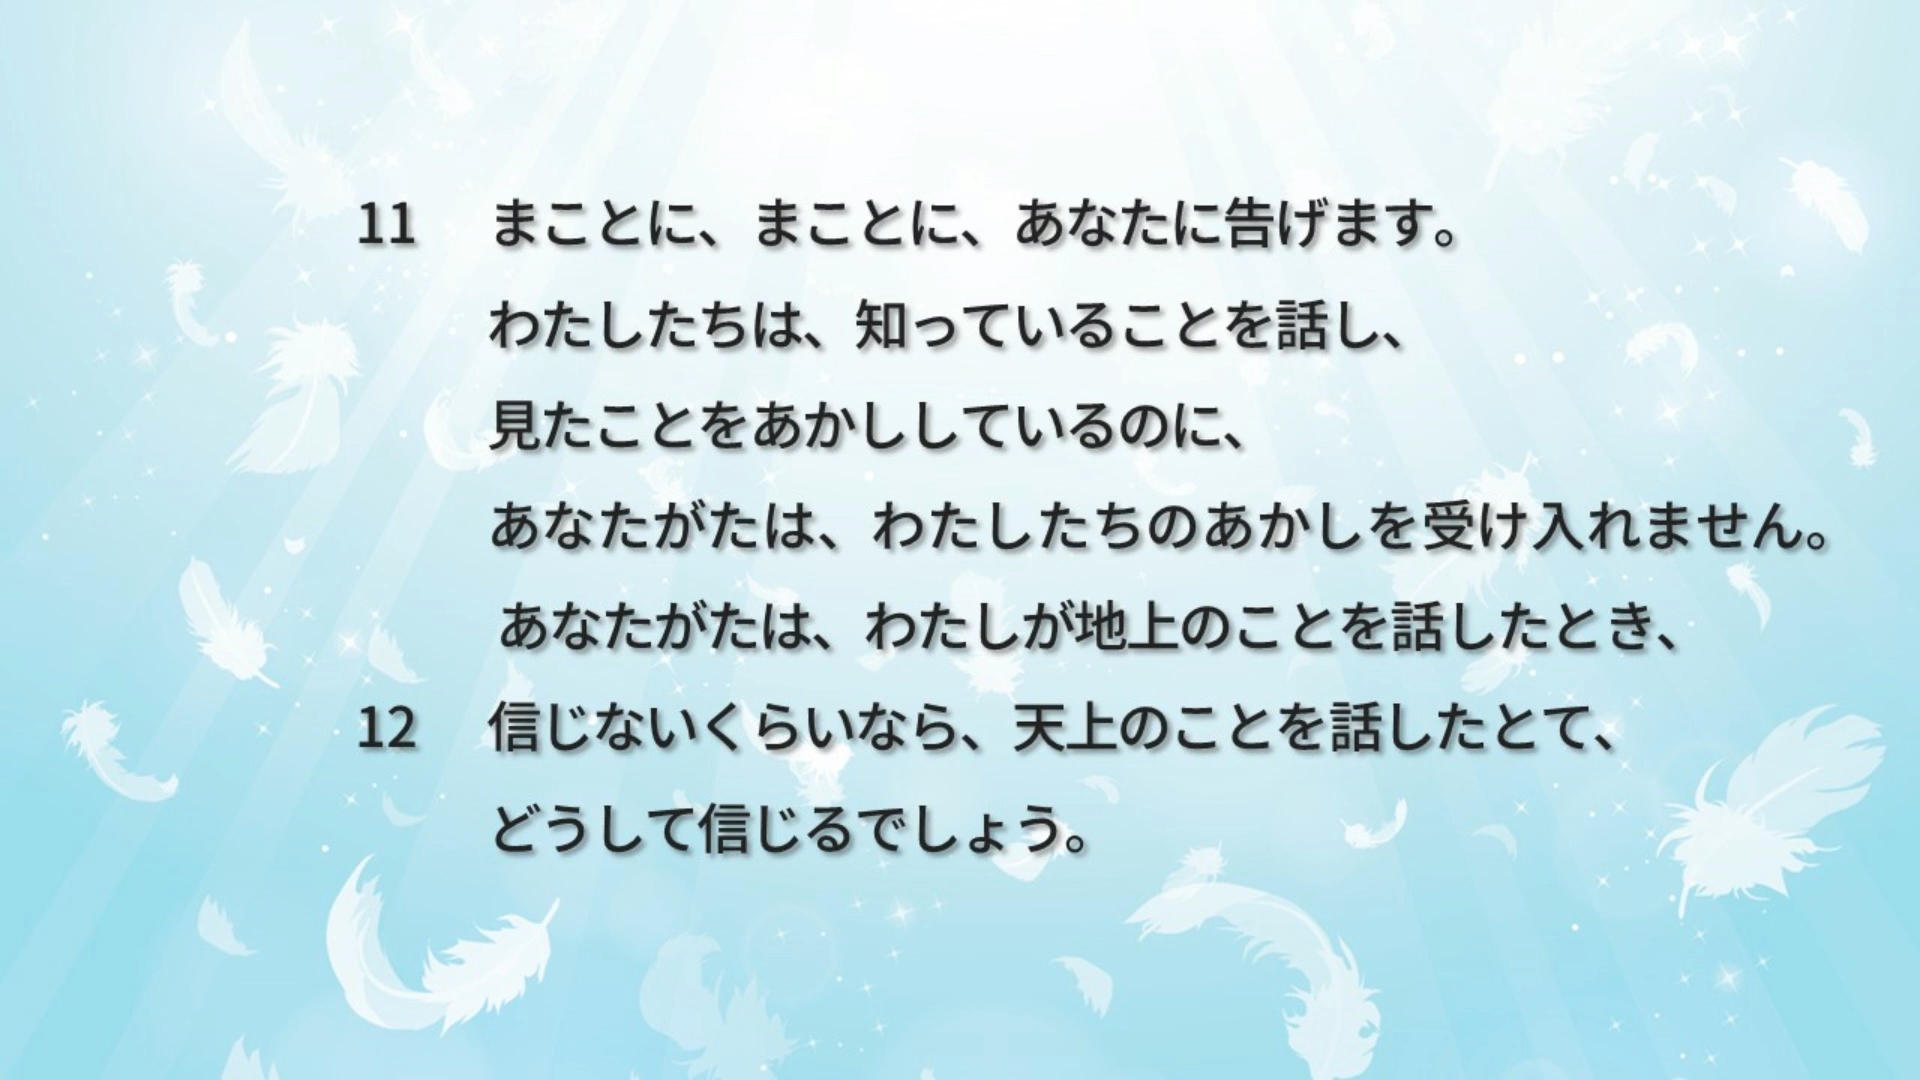 11 まことに、まことに、あなたに告げます。
わたしたちは、知っていることを話し、
見たことをあかししているのに、
あなたがたは、わたしたちのあかしを受け入れません。
あなたがたは、わたしが地上のことを話したとき、
12 信じないくらいなら、天上のことを話したとて、
どうして信じるでしょう。